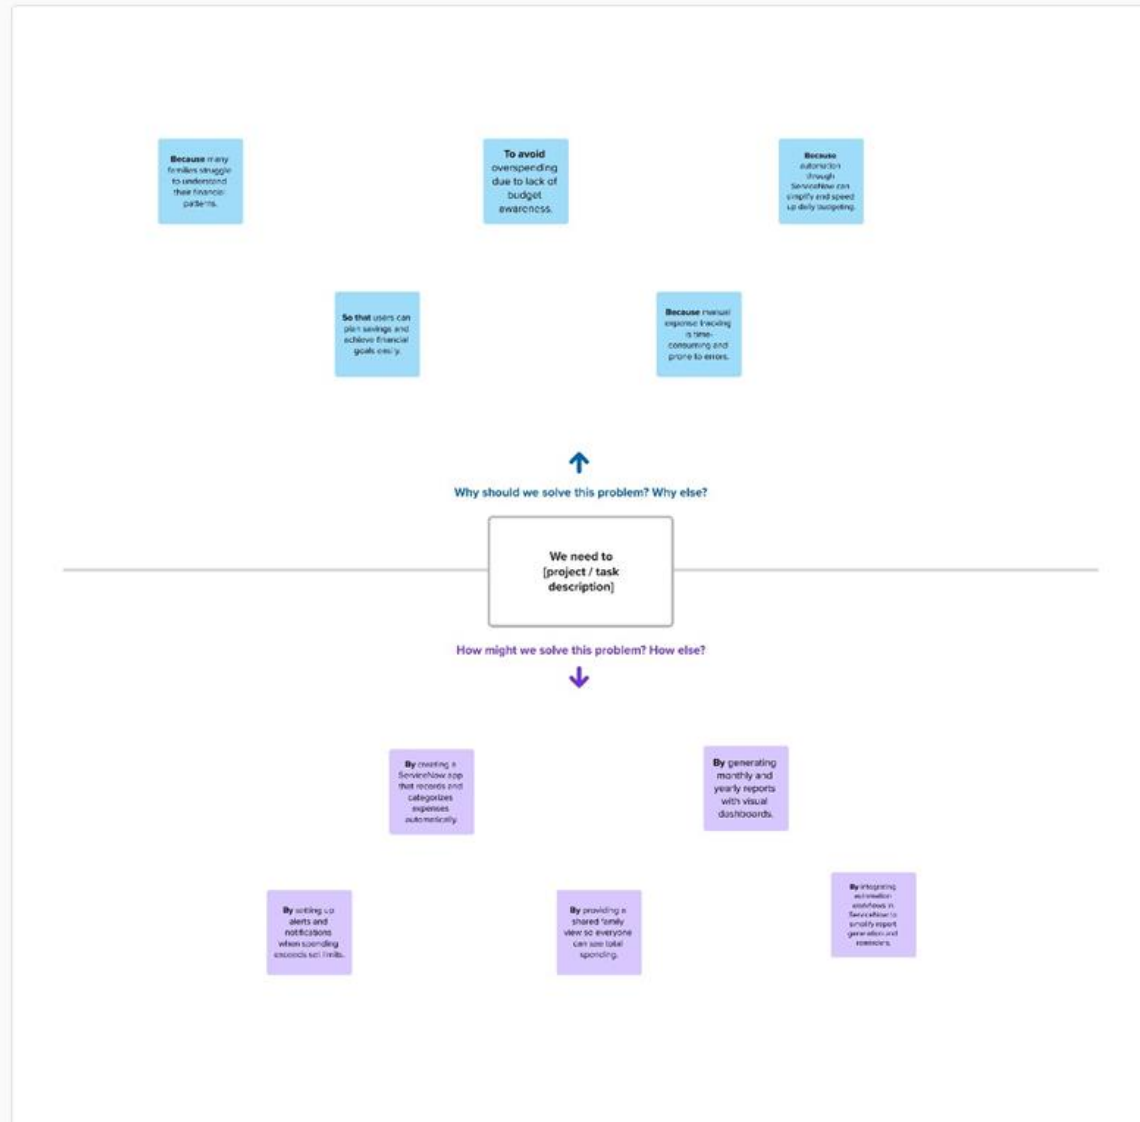 Because many
families struggle
to understand
their financial
patterns.
To avoid
overspending
due to lack of
budget
awareness.
Because
automation
through
ServiceNow can
simplify and speed
up daily budgeting.
So that users can
plan savings and
achieve financial
goals easily.
Because manual
expense tracking
is time-
consuming and
prone to errors.
Why should we solve this problem? Why else?
We need to
[project / task
description]
How might we solve this problem? How else?
By creating a
ServiceNow app
that records and
categorizes
expenses
automatically.
By generating
monthly and
yearly reports
with visual
dashboards.
By setting up
alerts and
notifications
when spending
exceeds set limits.
By providing a
shared family
view so everyone
can see total
spending.
By integrating
automation
workflows in
ServiceNow to
simplify report
generation and
reminders.